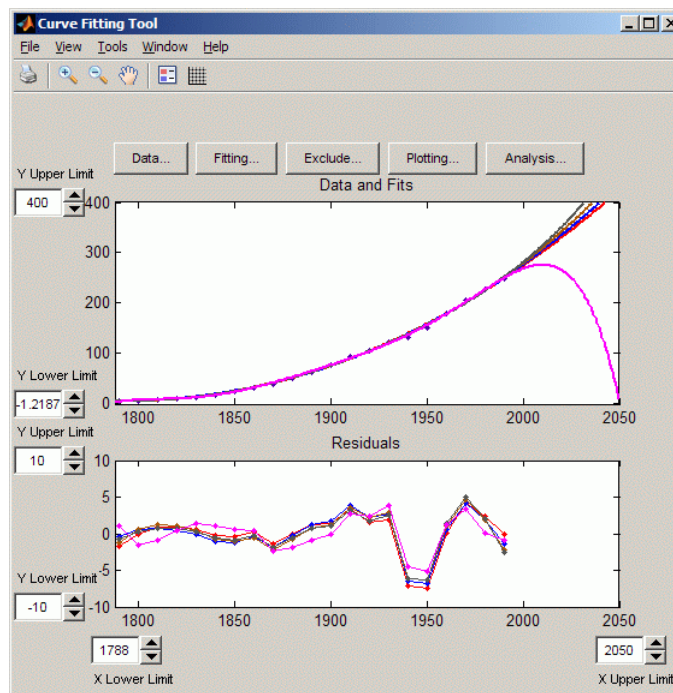 Curve Fitting Tool
File View Tools Window Help
Data... Fitting... Exclude... Plotting... Analysis...
Y Upper Limit
400
Data and Fits
400
300
200
100
0
1800 1850 1900 1950 2000 2050
Y Lower Limit
-1.2187
Y Upper Limit
10
Residuals
10
5
0
-5
-10
1800 1850 1900 1950 2000 2050
Y Lower Limit
-10
1788
X Lower Limit
2050
X Upper Limit